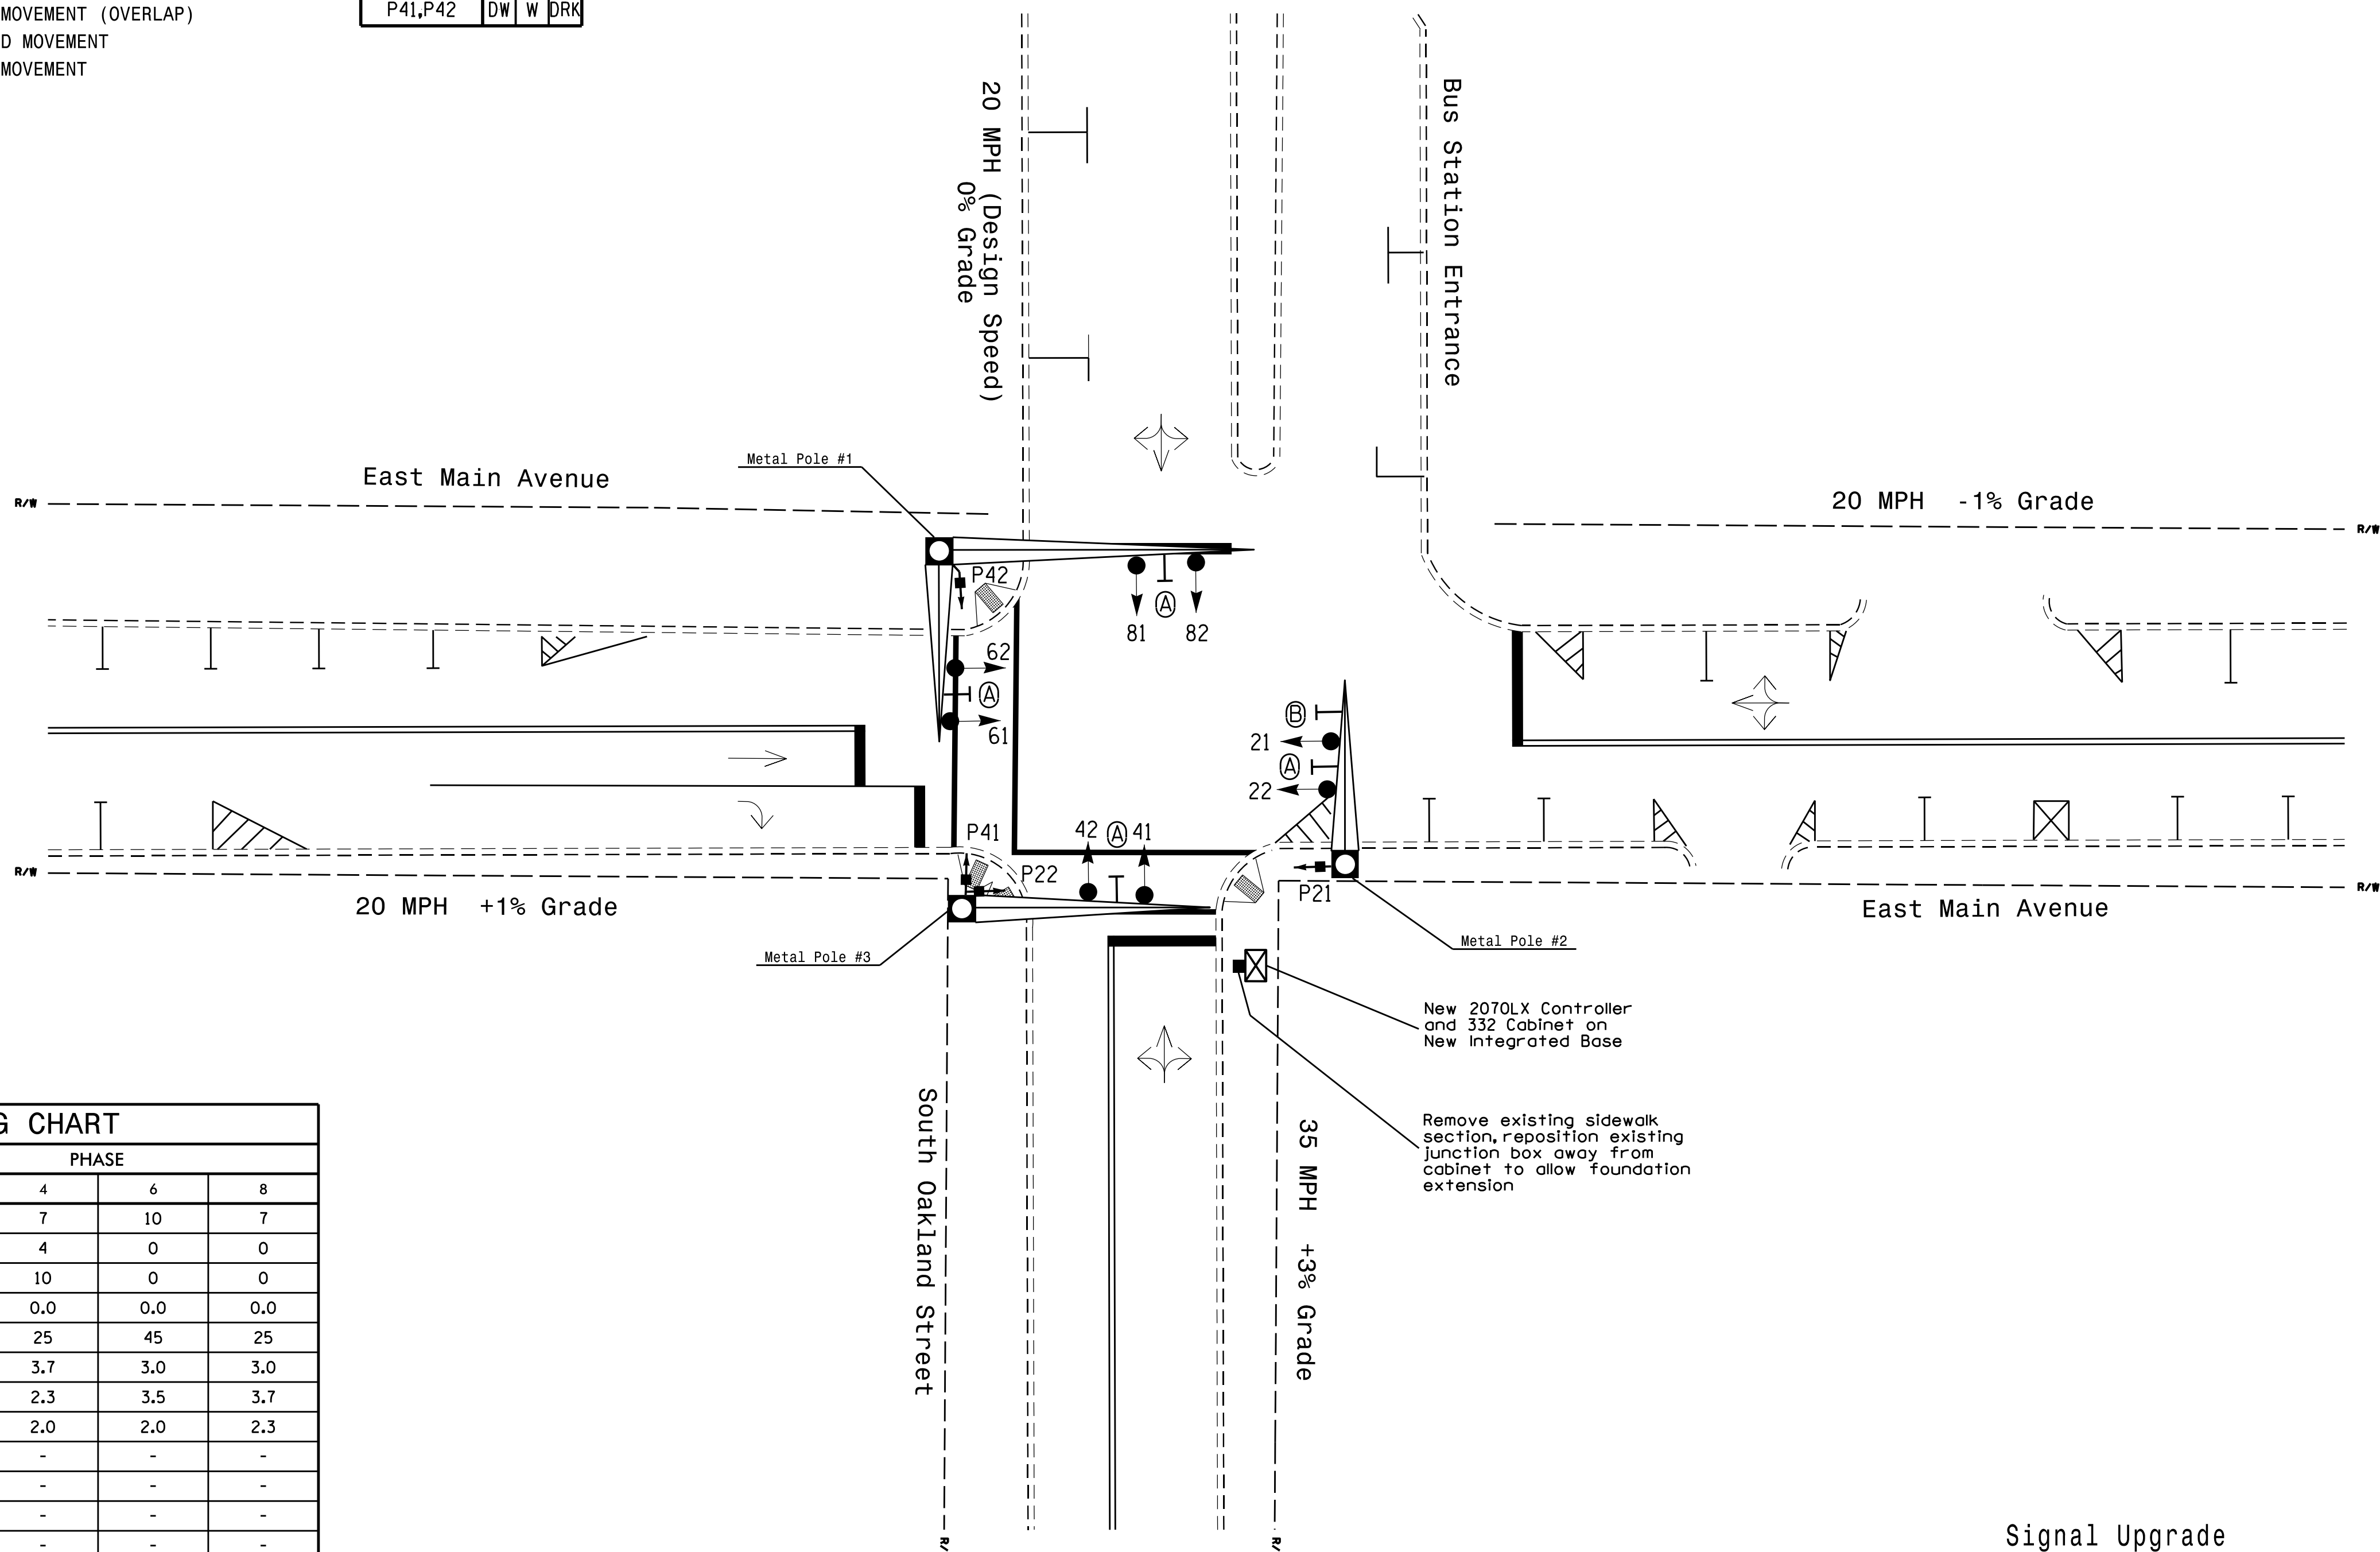 MOVEMENT (OVERLAP)
D MOVEMENT
MOVEMENT
P41,P42 DW W DRK
20 MPH (Design Speed)
0% Grade
Bus Station Entrance
Metal Pole #1
East Main Avenue
R/W
20 MPH -1% Grade
R/W
P42
A
81 82
62
A
61
B
21
A
22
P41
42 A 41
P22
P21
R/W
R/W
20 MPH +1% Grade
East Main Avenue
Metal Pole #3
Metal Pole #2
New 2070LX Controller
and 332 Cabinet on
New Integrated Base
Remove existing sidewalk
section, reposition existing
junction box away from
cabinet to allow foundation
extension
South Oakland Street
35 MPH +3% Grade
R/
R/
G CHART
PHASE
4 6 8
7 10 7
4 0 0
10 0 0
0.0 0.0 0.0
25 45 25
3.7 3.0 3.0
2.3 3.5 3.7
2.0 2.0 2.3
- - -
- - -
- - -
- - -
Signal Upgrade